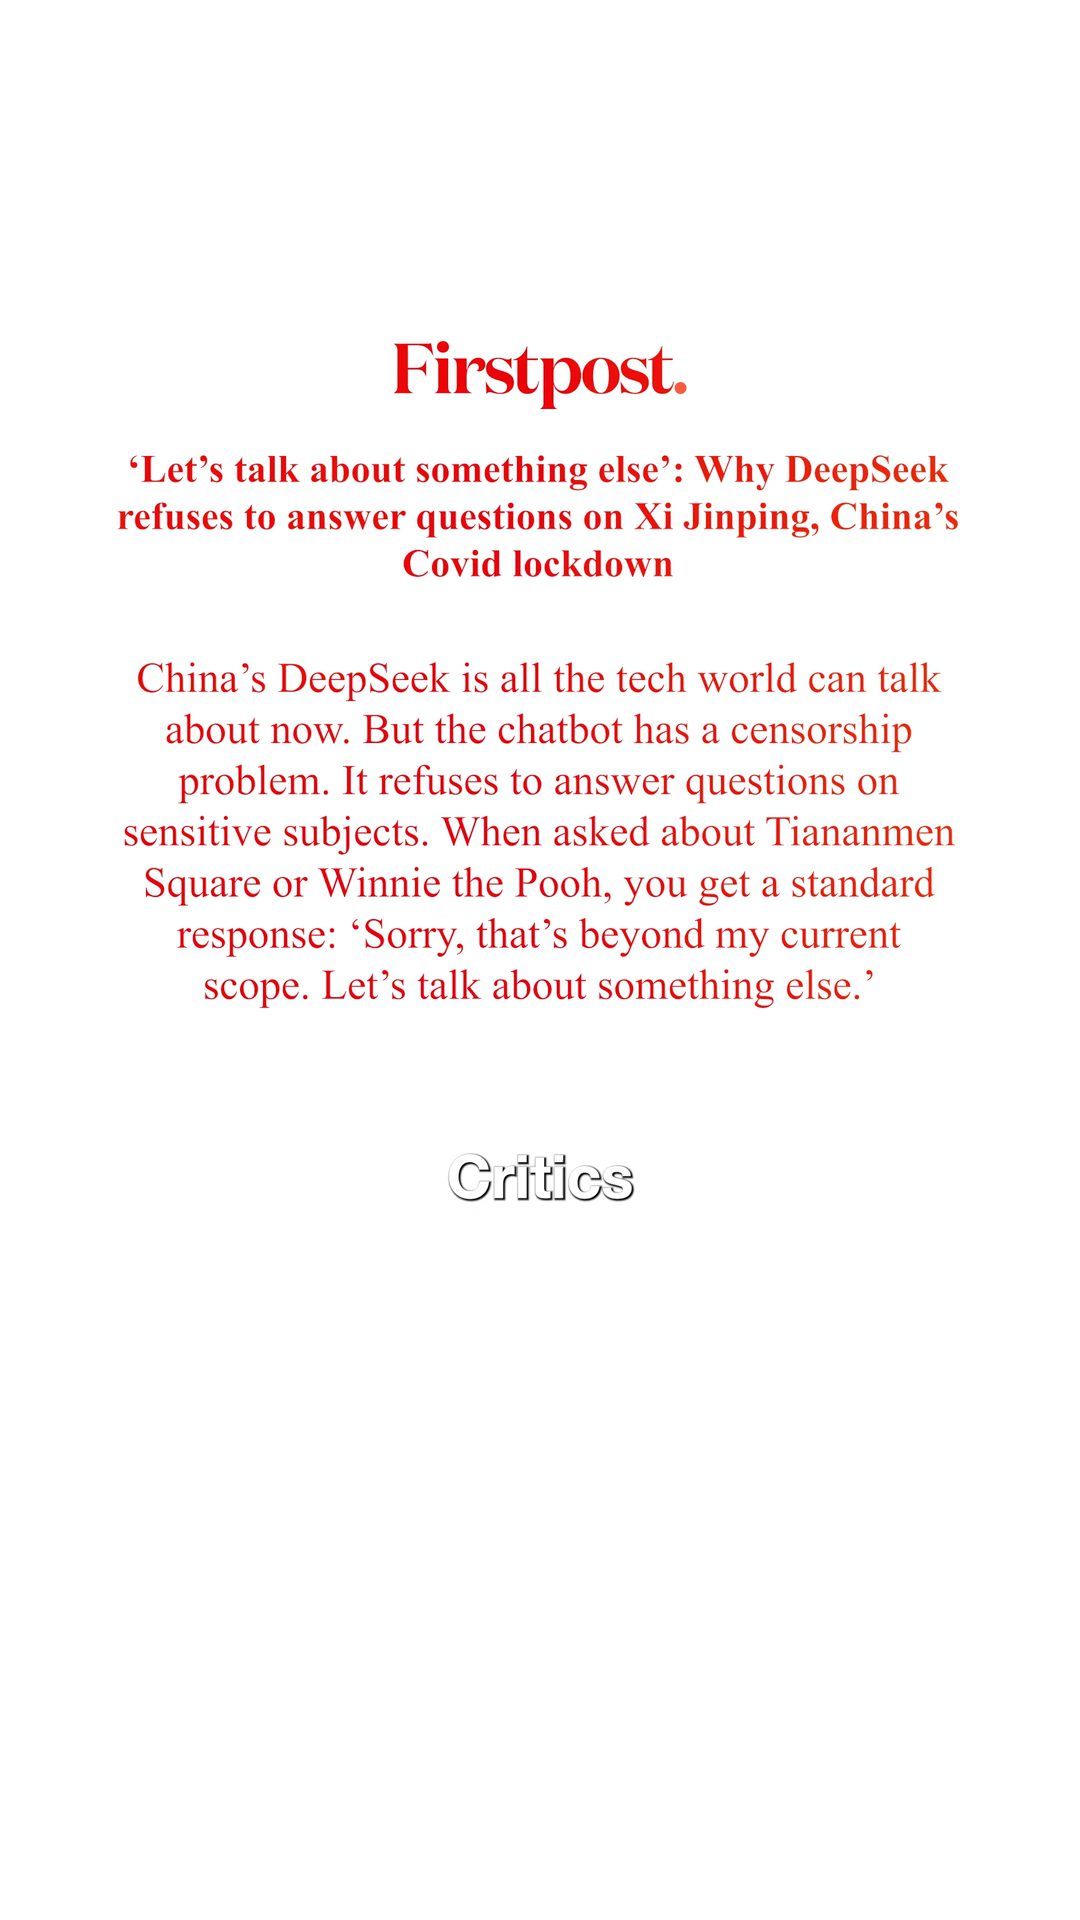 Firstpost.
‘Let’s talk about something else’: Why DeepSeek
refuses to answer questions on Xi Jinping, China’s
Covid lockdown
China’s DeepSeek is all the tech world can talk
about now. But the chatbot has a censorship
problem. It refuses to answer questions on
sensitive subjects. When asked about Tiananmen
Square or Winnie the Pooh, you get a standard
response: ‘Sorry, that’s beyond my current
scope. Let’s talk about something else.’
Critics